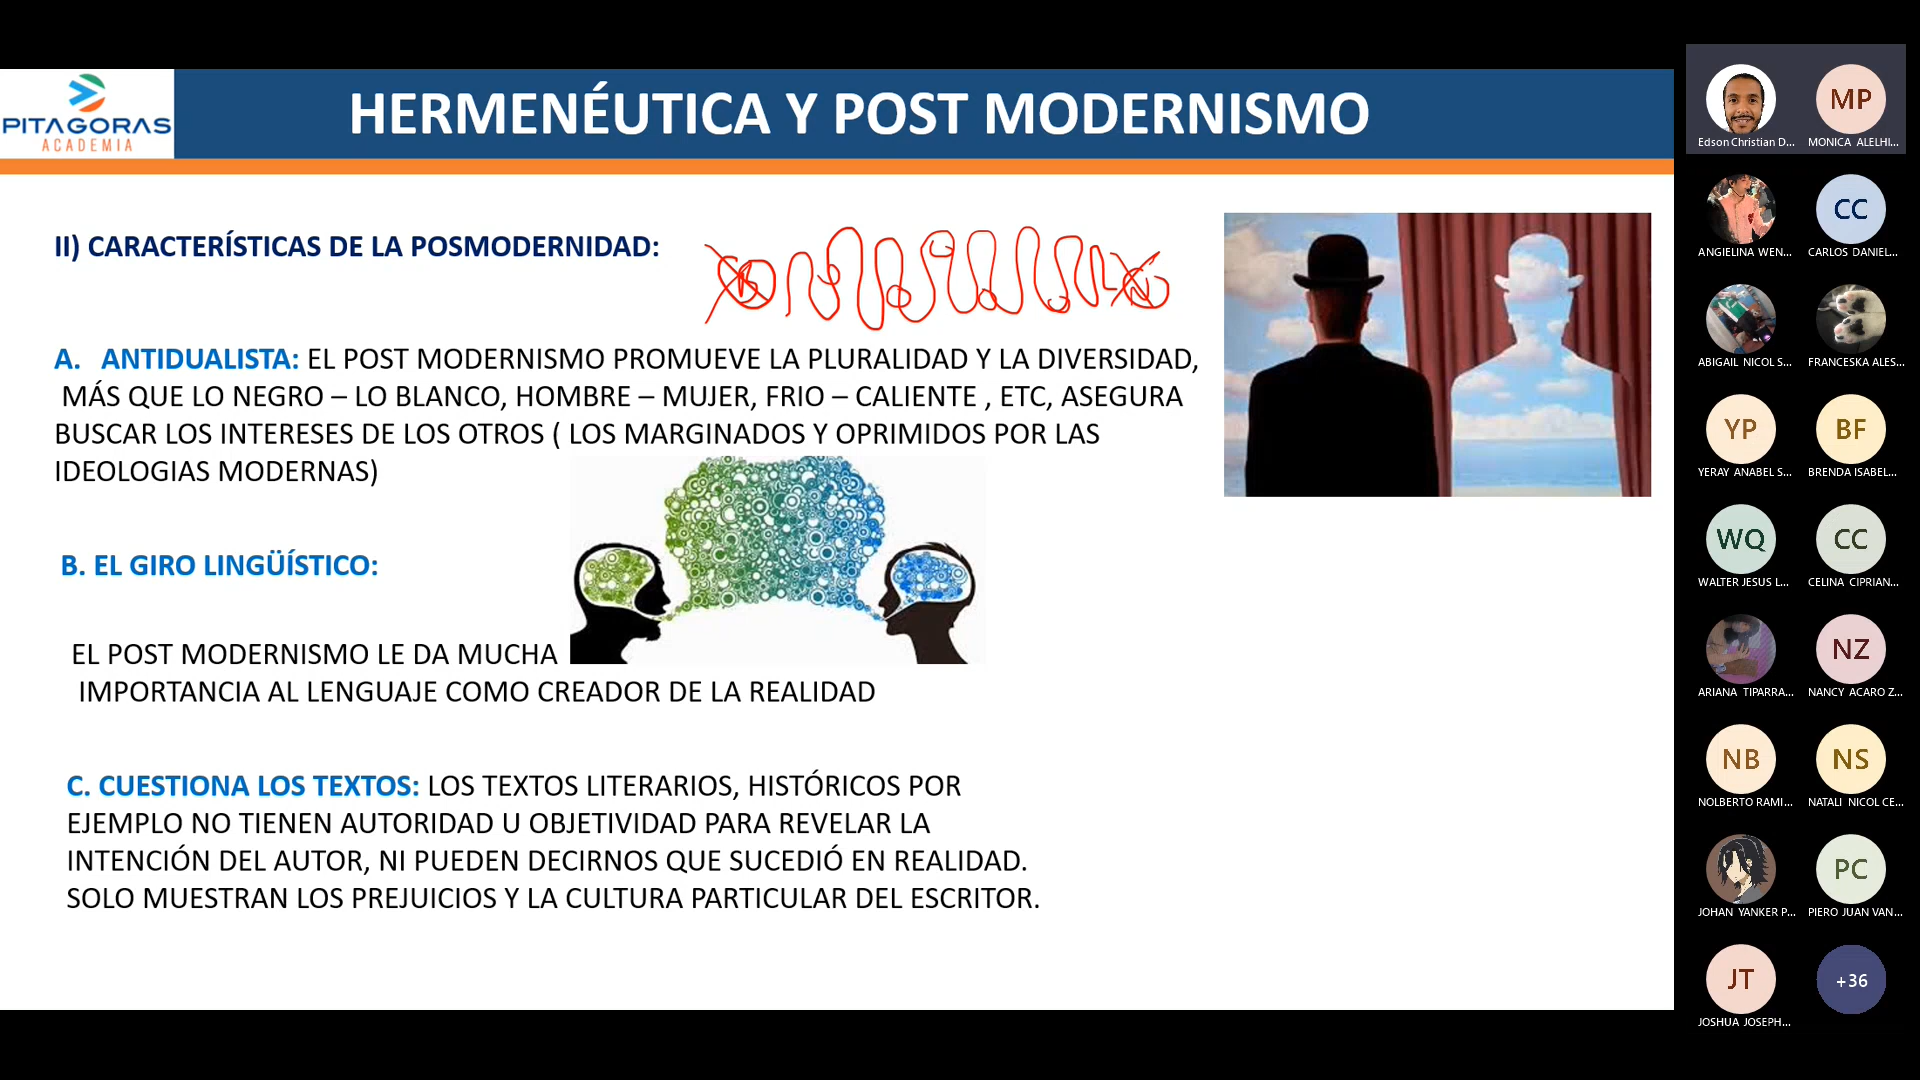 PITAGORAS
ACADEMIA
HERMENÉUTICA Y POST MODERNISMO
II) CARACTERÍSTICAS DE LA POSMODERNIDAD:
A. ANTIDUALISTA: EL POST MODERNISMO PROMUEVE LA PLURALIDAD Y LA DIVERSIDAD,
MÁS QUE LO NEGRO – LO BLANCO, HOMBRE – MUJER, FRIO – CALIENTE , ETC, ASEGURA
BUSCAR LOS INTERESES DE LOS OTROS ( LOS MARGINADOS Y OPRIMIDOS POR LAS
IDEOLOGIAS MODERNAS)
B. EL GIRO LINGÜÍSTICO:
EL POST MODERNISMO LE DA MUCHA
IMPORTANCIA AL LENGUAJE COMO CREADOR DE LA REALIDAD
C. CUESTIONA LOS TEXTOS: LOS TEXTOS LITERARIOS, HISTÓRICOS POR
EJEMPLO NO TIENEN AUTORIDAD U OBJETIVIDAD PARA REVELAR LA
INTENCIÓN DEL AUTOR, NI PUEDEN DECIRNOS QUE SUCEDIÓ EN REALIDAD.
SOLO MUESTRAN LOS PREJUICIOS Y LA CULTURA PARTICULAR DEL ESCRITOR.
MP
Edson Christian D... MONICA ALELHI...
CC
ANGIELINA WEN... CARLOS DANIEL...
ABIGAIL NICOL S... FRANCESKA ALES...
YP BF
YERAY ANABEL S... BRENDA ISABEL...
WQ CC
WALTER JESUS L... CELINA CIPRIAN...
NZ
ARIANA TIPARRA... NANCY ACARO Z...
NB NS
NOLBERTO RAMI... NATALI NICOL CE...
PC
JOHAN YANKER P... PIERO JUAN VAN...
JT +36
JOSHUA JOSEPH...